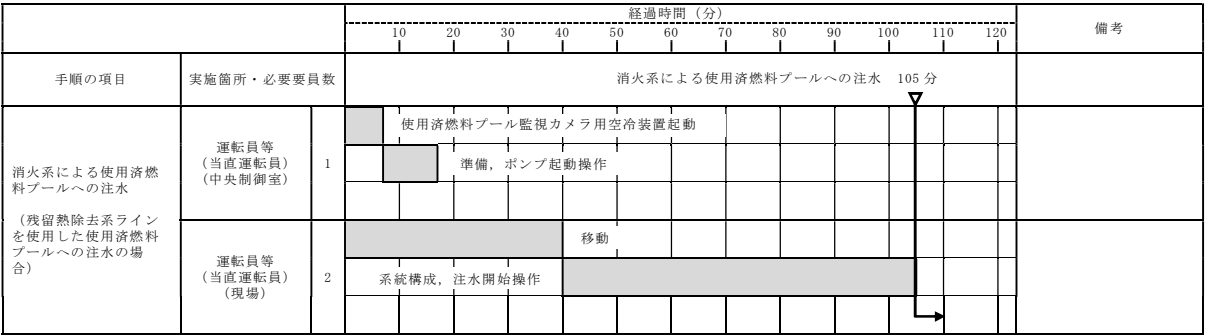 経過時間（分）
備考
10 20 30 40 50 60 70 80 90 100 110 120
手順の項目
実施箇所・必要要員数
消火系による使用済燃料プールへの注水　105 分
消火系による使用済燃
料プールへの注水
（残留熱除去系ライン
を使用した使用済燃料
プールへの注水の場
合）
運転員等
（当直運転員）
（中央制御室）
1
使用済燃料プール監視カメラ用空冷装置起動
準備，ポンプ起動操作
運転員等
（当直運転員）
（現場）
2
移動
系統構成，注水開始操作